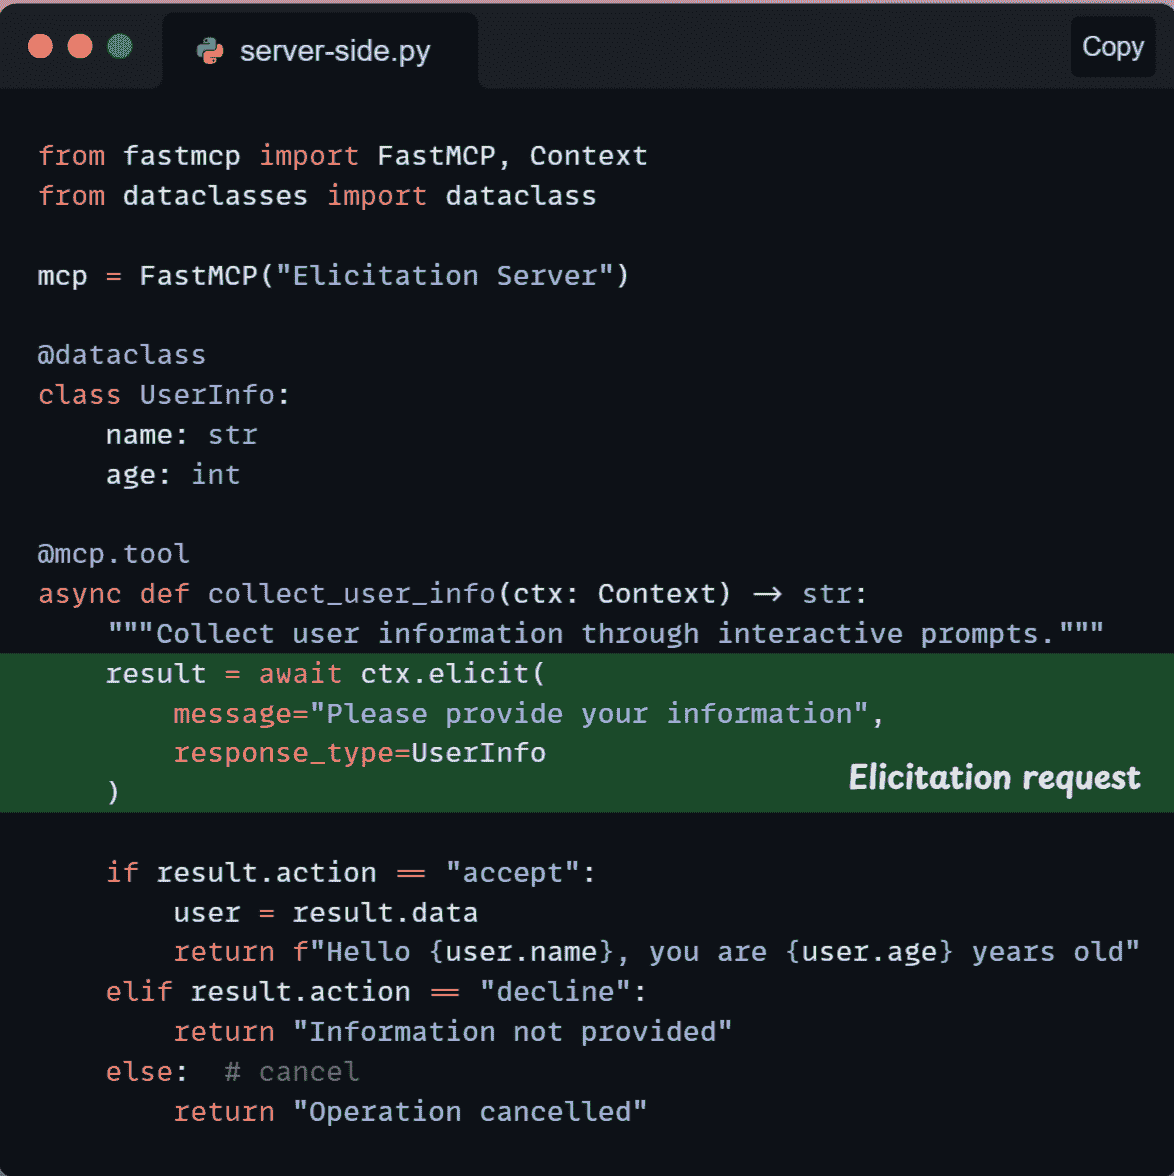 server-side.py
Copy
from fastmcp import FastMCP, Context
from dataclasses import dataclass
mcp = FastMCP("Elicitation Server")
@dataclass
class UserInfo:
    name: str
    age: int
@mcp.tool
async def collect_user_info(ctx: Context) -> str:
    """Collect user information through interactive prompts."""
    result = await ctx.elicit(
        message="Please provide your information",
        response_type=UserInfo
    )
Elicitation request
    if result.action == "accept":
        user = result.data
        return f"Hello {user.name}, you are {user.age} years old"
    elif result.action == "decline":
        return "Information not provided"
    else:  # cancel
        return "Operation cancelled"